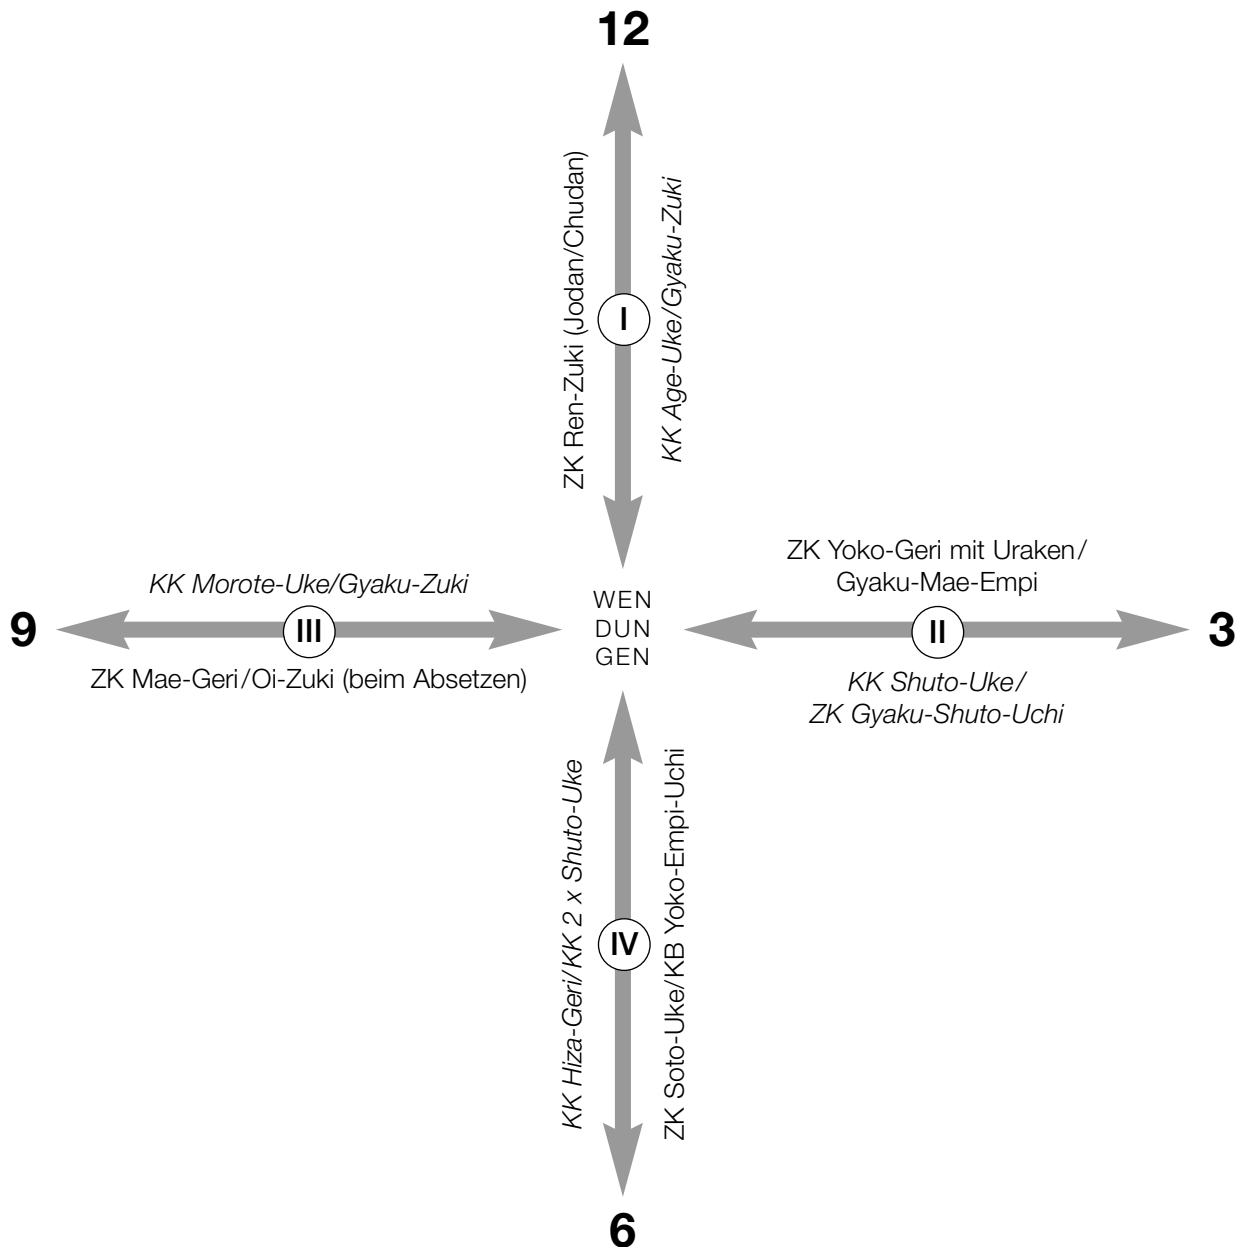 12
ZK Ren-Zuki (Jodan/Chudan)
I
KK Age-Uke/Gyaku-Zuki
ZK Yoko-Geri mit Uraken/
Gyaku-Mae-Empi
KK Morote-Uke/Gyaku-Zuki
9
III
WEN
DUN
GEN
II
3
ZK Mae-Geri/Oi-Zuki (beim Absetzen)
KK Shuto-Uke/
ZK Gyaku-Shuto-Uchi
KK Hiza-Geri/KK 2 x Shuto-Uke
IV
ZK Soto-Uke/KB Yoko-Empi-Uchi
6